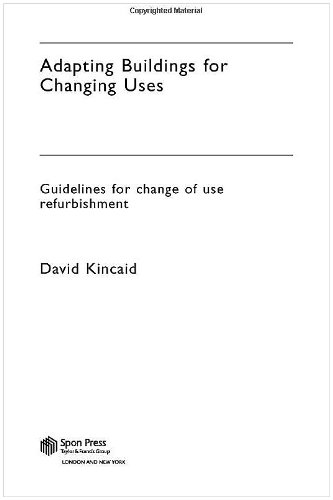 Copyrighted Material
Adapting Buildings for
Changing Uses
Guidelines for change of use
refurbishment
David Kincaid
Spon Press
Taylor & Francis Group
LONDON AND NEW YORK